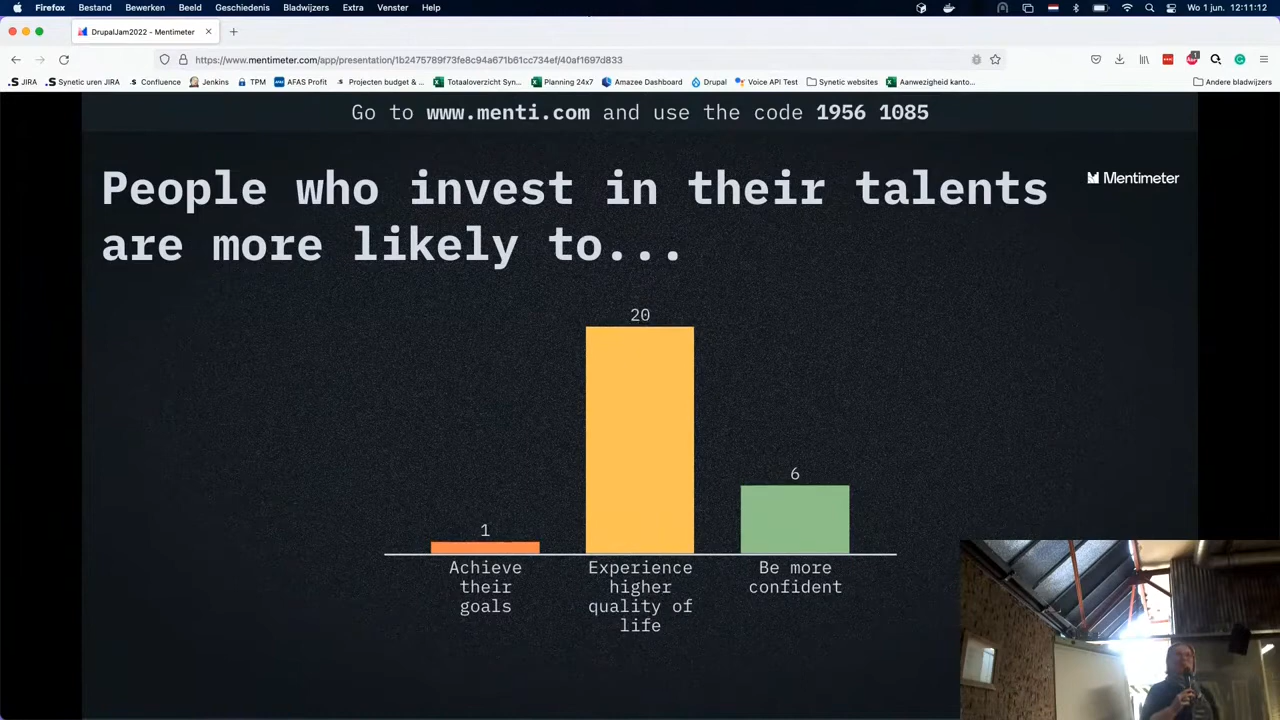 Firefox Bestand Bewerken Beeld Geschiedenis Bladwijzers Extra Venster Help Wo 1 jun. 12:11:12
DrupalJam2022 - Mentimeter
https://www.mentimeter.com/app/presentation/1b2475789f73fe8c94a671b61cc734ef/40af1697d833
JIRA Synetic uren JIRA Confluence Jenkins TPM AFAS Profit Projecten budget &... Totaaloverzicht Syn... Planning 24x7 Amazee Dashboard Drupal Voice API Test Synetic websites Aanwezigheid kanto... Andere bladwijzers
Go to www.menti.com and use the code 1956 1085
People who invest in their talents
are more likely to...
Mentimeter
20
6
1
Achieve
their
goals
Experience
higher
quality of
life
Be more
confident